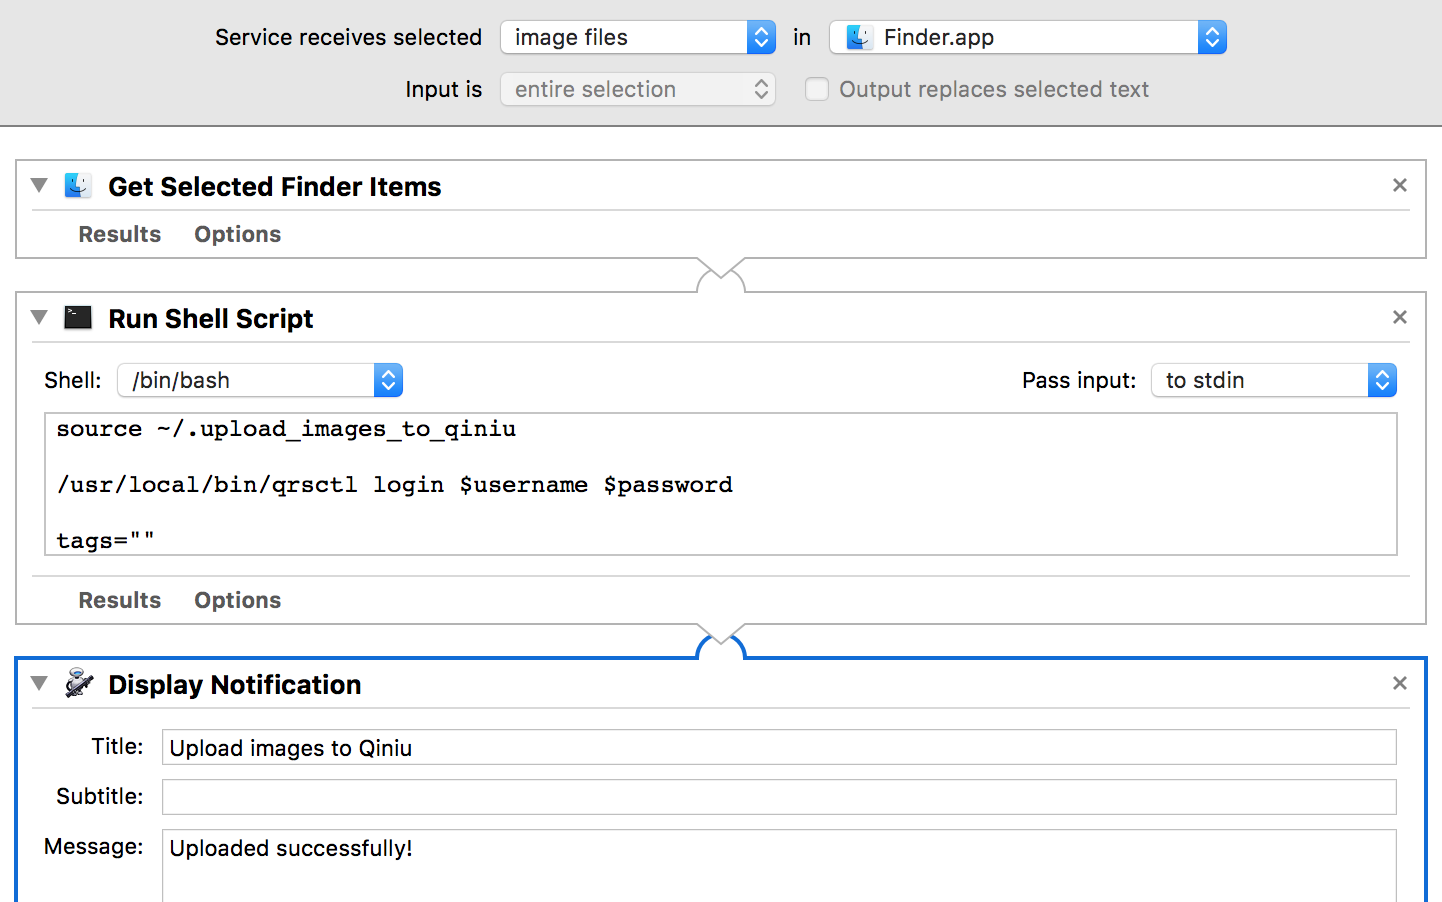 Service receives selected image files in Finder.app
Input is entire selection Output replaces selected text
Get Selected Finder Items
Results Options
Run Shell Script
Shell: /bin/bash Pass input: to stdin
source ~/.upload_images_to_qiniu
/usr/local/bin/qrsctl login $username $password
tags=""
Results Options
Display Notification
Title: Upload images to Qiniu
Subtitle:
Message: Uploaded successfully!